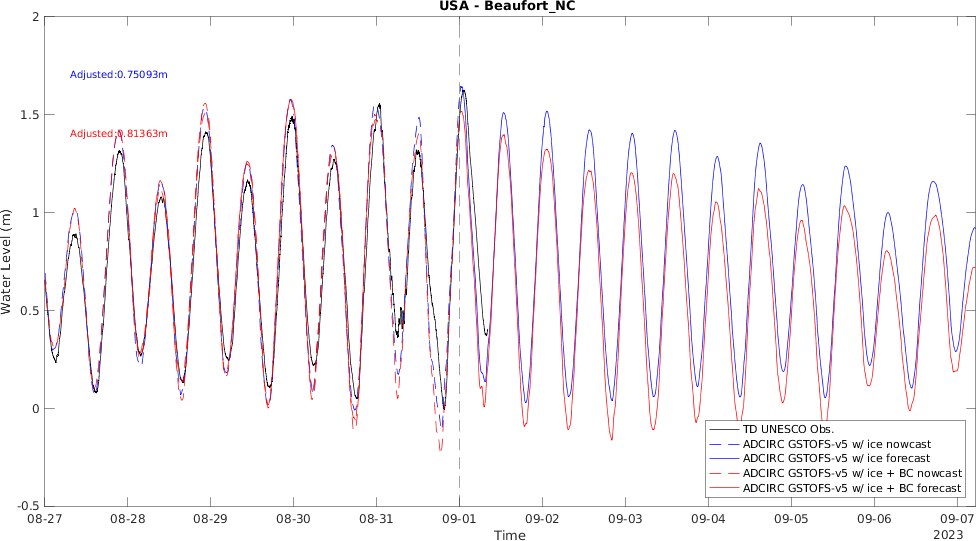 USA - Beaufort_NC
2
1.5
1
0.5
0
-0.5
Water Level (m)
Adjusted:0.75093m
Adjusted:0.81363m
TD UNESCO Obs.
ADCIRC GSTOFS-v5 w/ ice nowcast
ADCIRC GSTOFS-v5 w/ ice forecast
ADCIRC GSTOFS-v5 w/ ice + BC nowcast
ADCIRC GSTOFS-v5 w/ ice + BC forecast
08-27 08-28 08-29 08-30 08-31 09-01 09-02 09-03 09-04 09-05 09-06 09-07
Time
2023